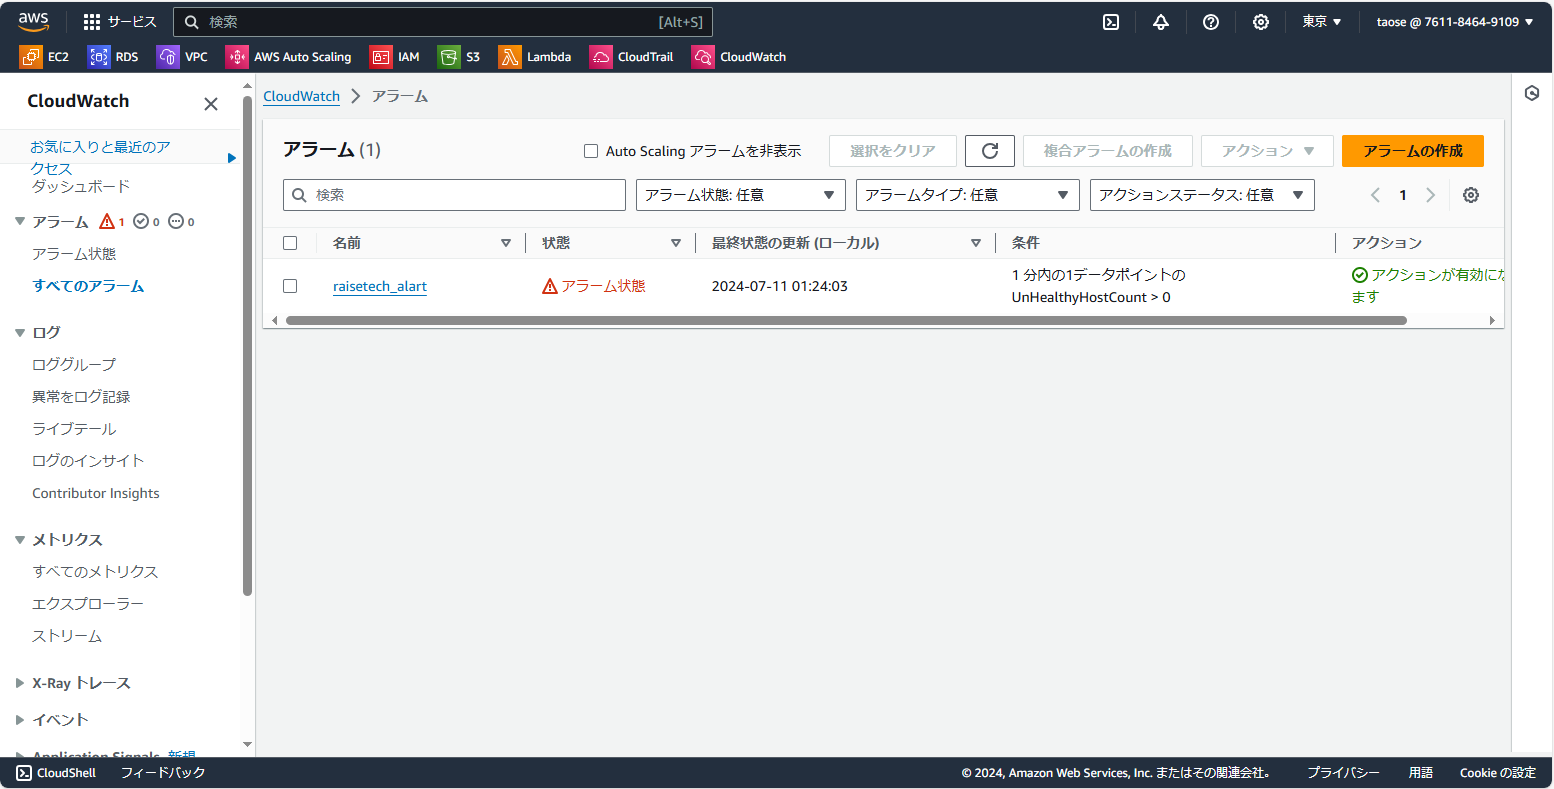 aws
サービス
検索
[Alt+S]
東京
taose @ 7611-8464-9109
EC2
RDS
VPC
AWS Auto Scaling
IAM
S3
Lambda
CloudTrail
CloudWatch
CloudWatch
お気に入りと最近のア
クセス
ダッシュボード
アラーム 1 0 0
アラーム状態
すべてのアラーム
ログ
ロググループ
異常をログ記録
ライブテール
ログのインサイト
Contributor Insights
メトリクス
すべてのメトリクス
エクスプローラー
ストリーム
X-Ray トレース
イベント
Application Signals 新規
CloudWatch
アラーム
アラーム (1)
Auto Scaling アラームを非表示
選択をクリア
複合アラームの作成
アクション
アラームの作成
検索
アラーム状態: 任意
アラームタイプ: 任意
アクションステータス: 任意
1
名前
状態
最終状態の更新 (ローカル)
条件
アクション
raisetech_alart
アラーム状態
2024-07-11 01:24:03
1 分内の1データポイントの
UnHealthyHostCount > 0
アクションが有効にな
ます
CloudShell
フィードバック
© 2024, Amazon Web Services, Inc. またはその関連会社。
プライバシー
用語
Cookie の設定